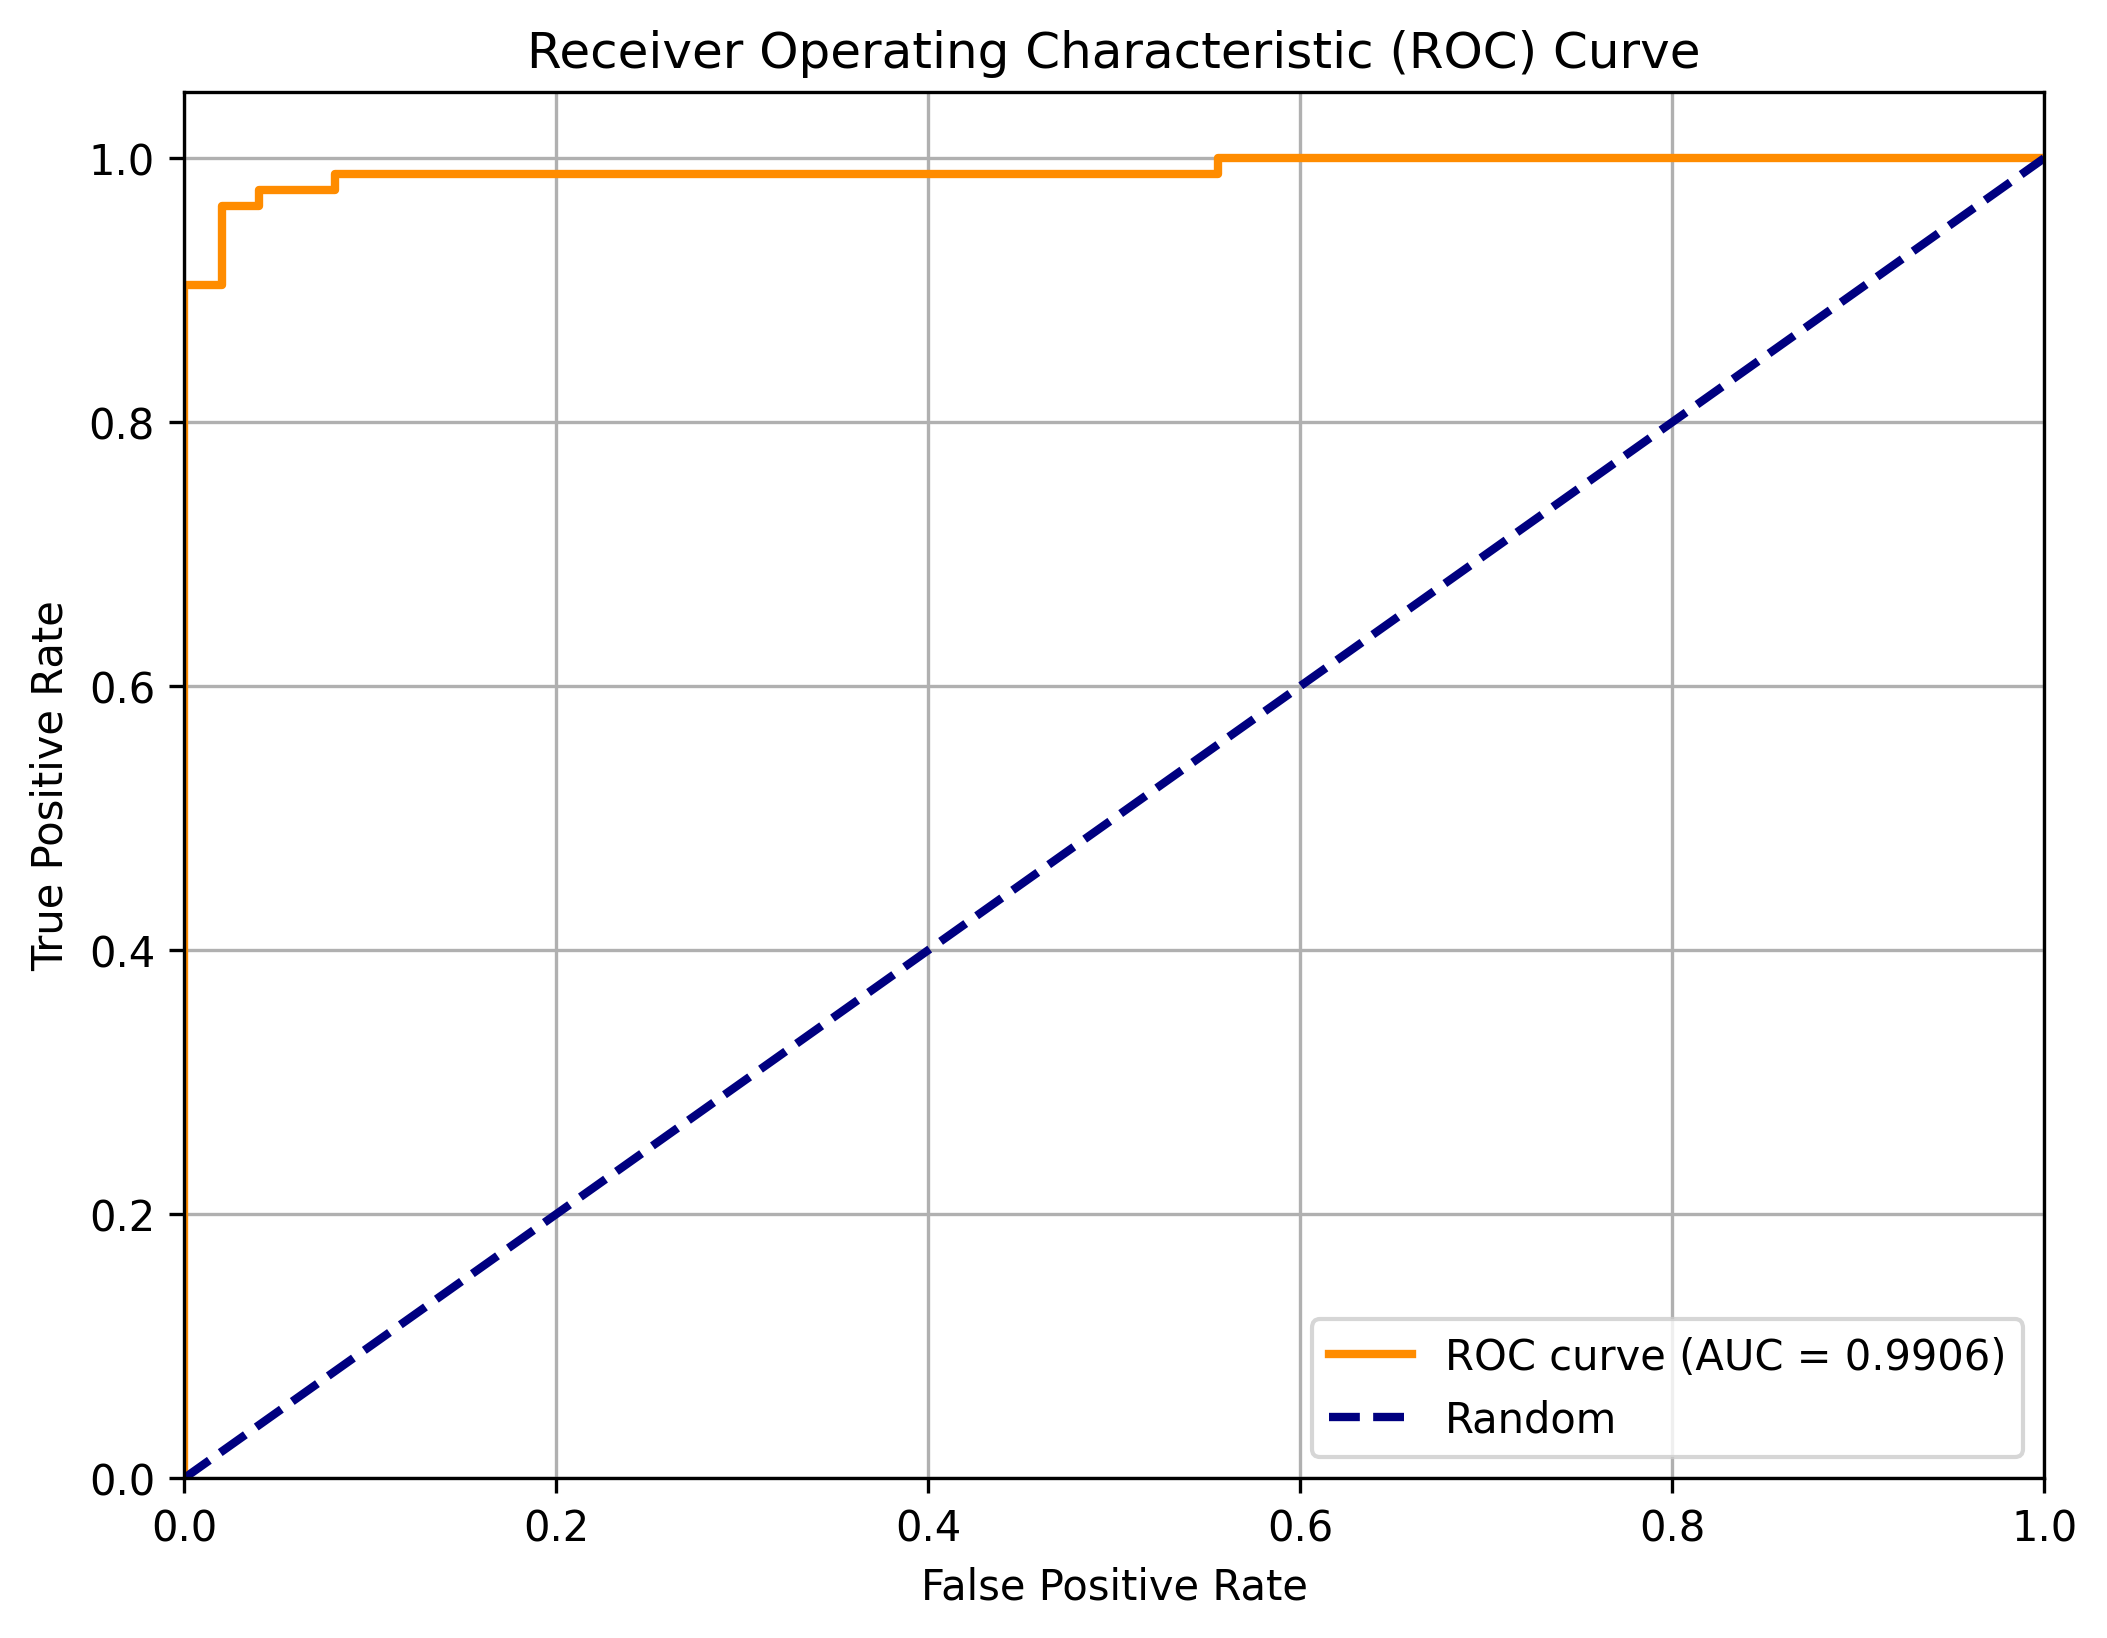 Receiver Operating Characteristic (ROC) Curve
1.0
0.8
0.6
0.4
0.2
0.0
True Positive Rate
0.0 0.2 0.4 0.6 0.8 1.0
False Positive Rate
ROC curve (AUC = 0.9906)
Random